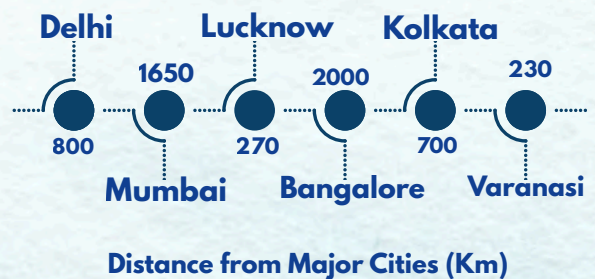 Delhi
Lucknow
Kolkata
1650
2000
230
800
270
700
Mumbai
Bangalore
Varanasi
Distance from Major Cities (Km)